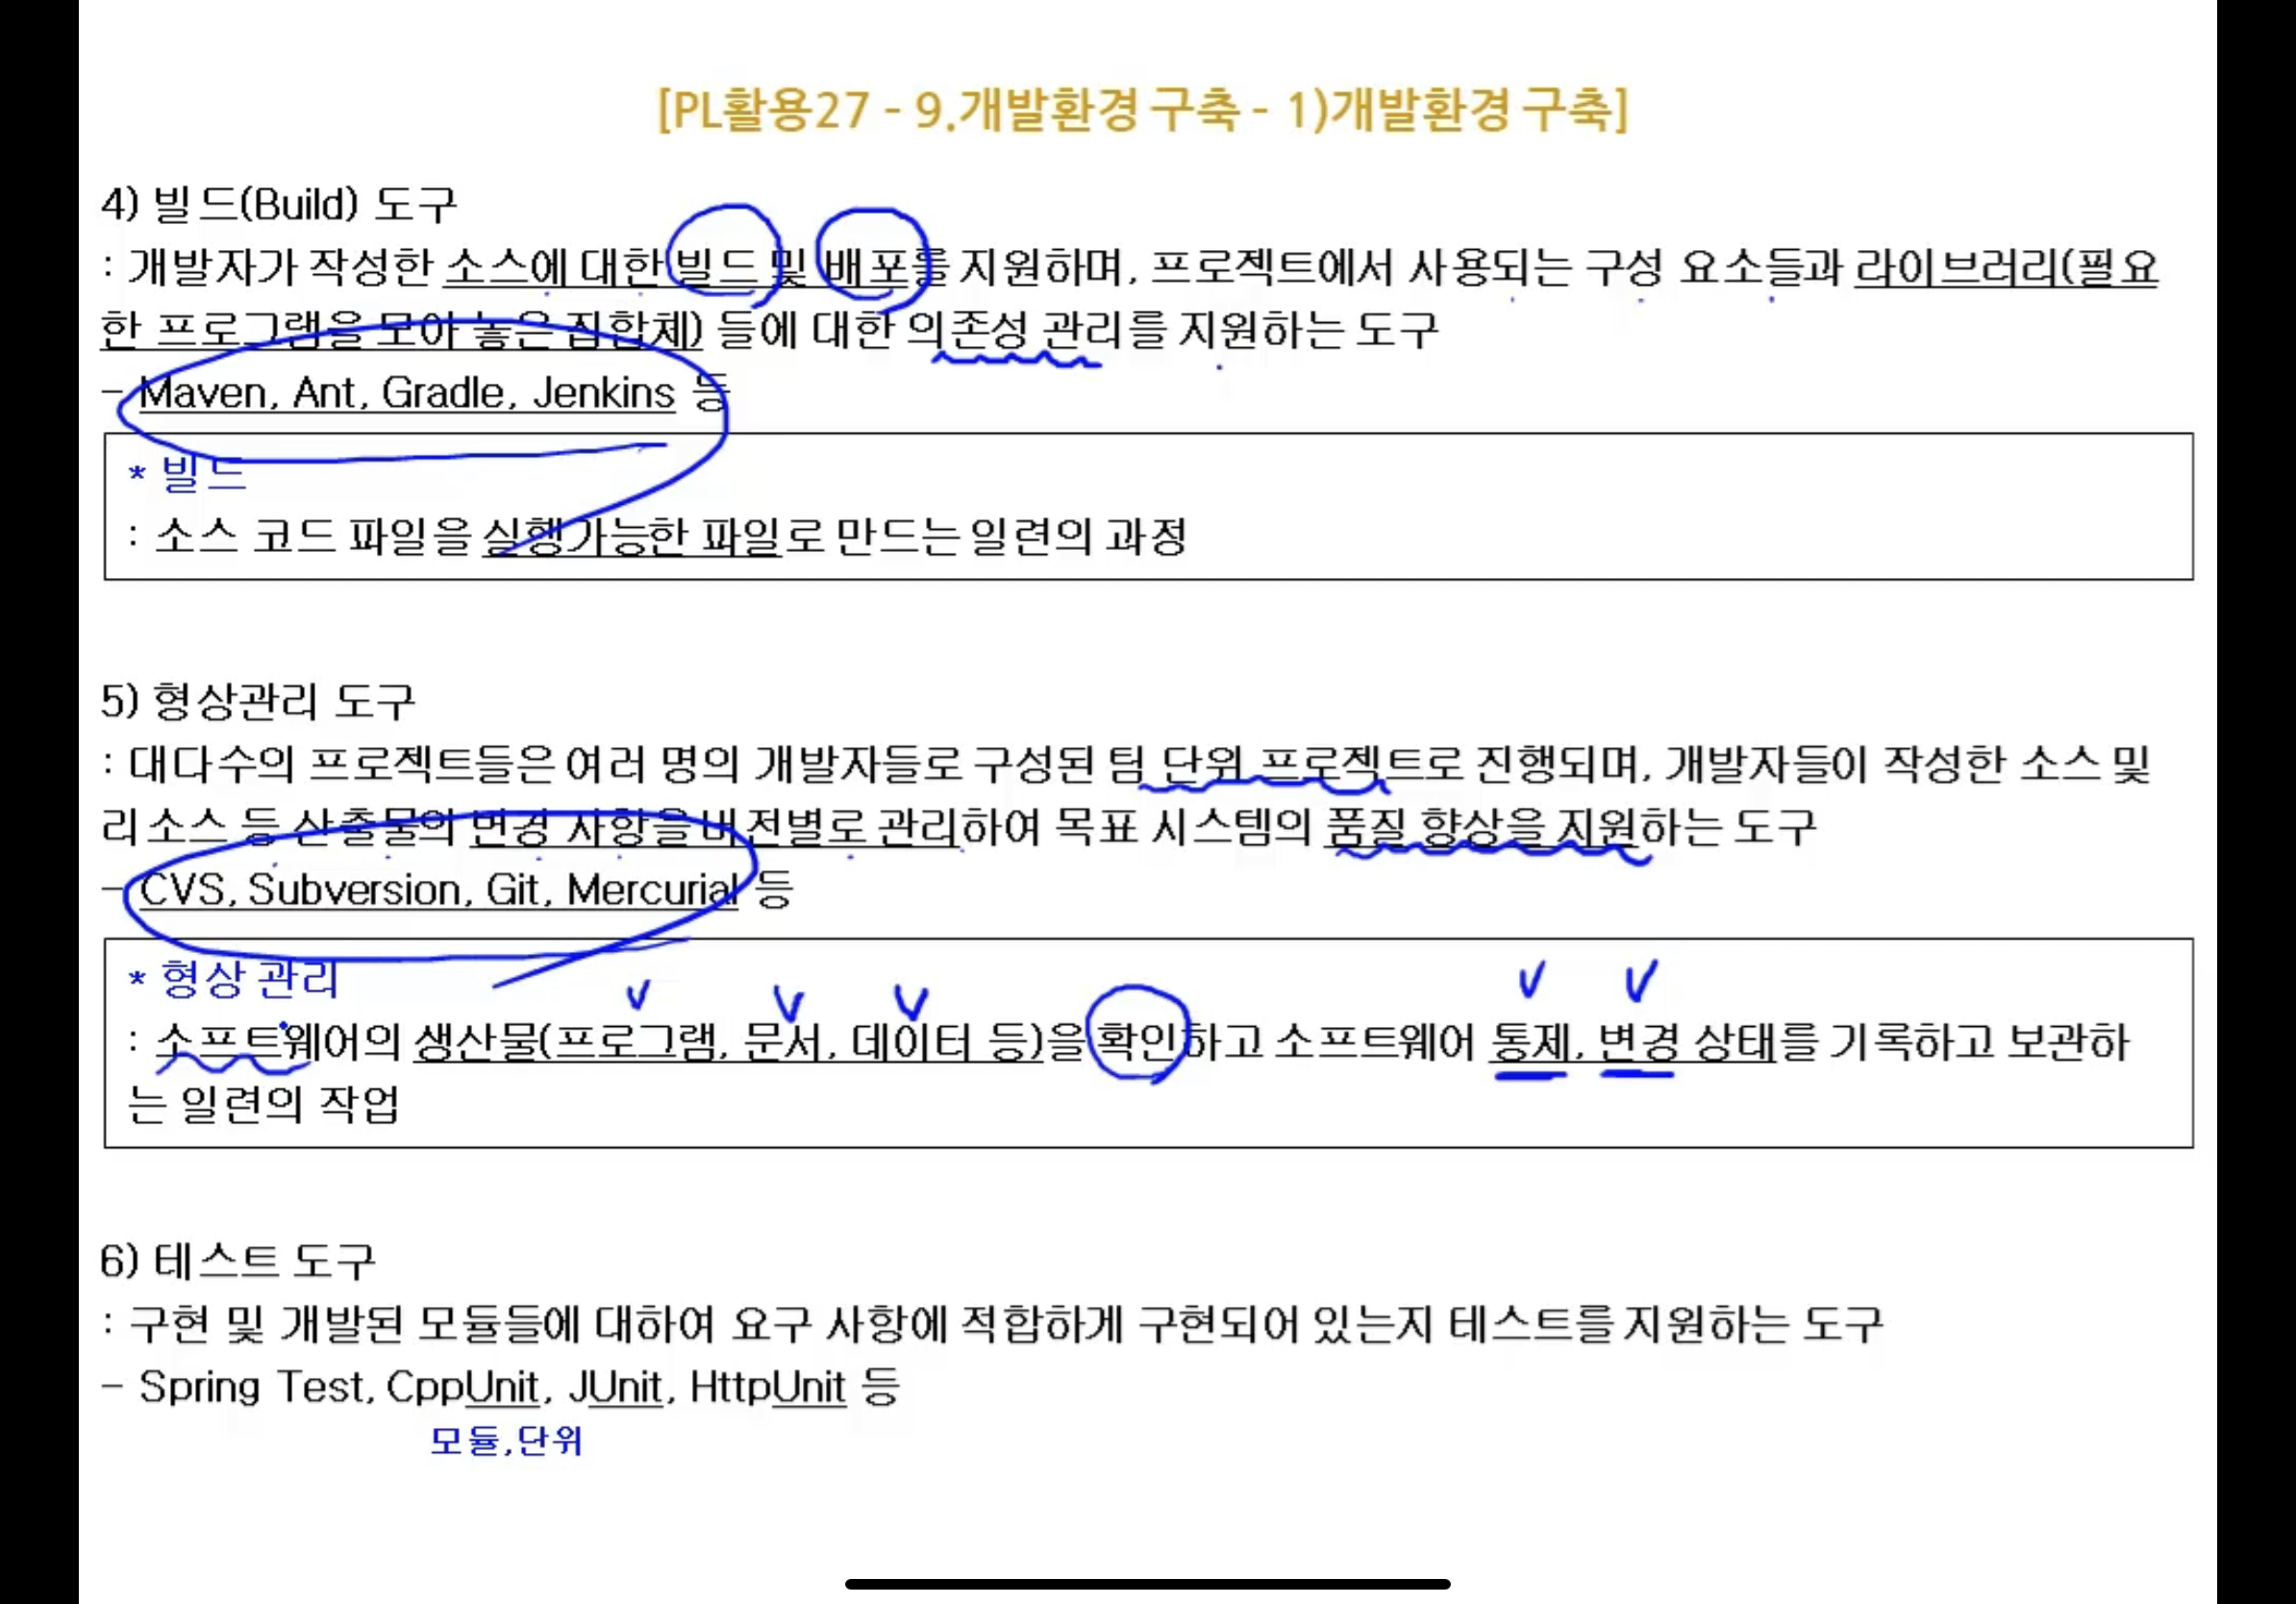 [PL활용27 - 9.개발환경 구축 - 1)개발환경 구축]
4) 빌드(Build) 도구
: 개발자가 작성한 소스에 대한 빌드 및 배포를 지원하며, 프로젝트에서 사용되는 구성 요소들과 라이브러리(필요
한 프로그램을 모아 놓은 집합체) 들에 대한 의존성 관리를 지원하는 도구
- Maven, Ant, Gradle, Jenkins 등
* 빌드
: 소스 코드 파일을 실행가능한 파일로 만드는 일련의 과정
5) 형상관리 도구
: 대다수의 프로젝트들은 여러 명의 개발자들로 구성된 팀 단위 프로젝트로 진행되며, 개발자들이 작성한 소스 및
리소스 등 산출물의 변경 사항을 버전별로 관리하여 목표 시스템의 품질 향상을 지원하는 도구
- CVS, Subversion, Git, Mercurial 등
* 형상 관리
: 소프트웨어의 생산물(프로그램, 문서, 데이터 등)을 확인하고 소프트웨어 통제, 변경 상태를 기록하고 보관하
는 일련의 작업
6) 테스트 도구
: 구현 및 개발된 모듈들에 대하여 요구 사항에 적합하게 구현되어 있는지 테스트를 지원하는 도구
- Spring Test, CppUnit, JUnit, HttpUnit 등
모듈,단위